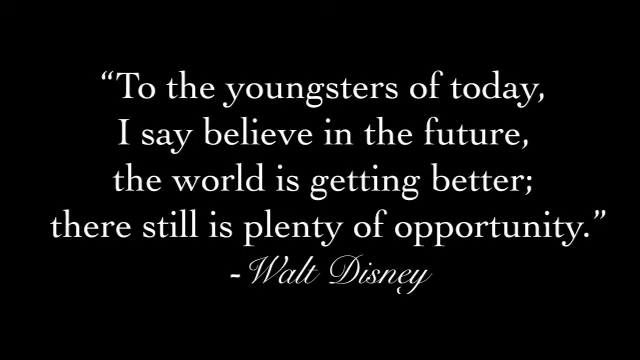 “To the youngsters of today,
I say believe in the future,
the world is getting better;
there still is plenty of opportunity.”
-Walt Disney